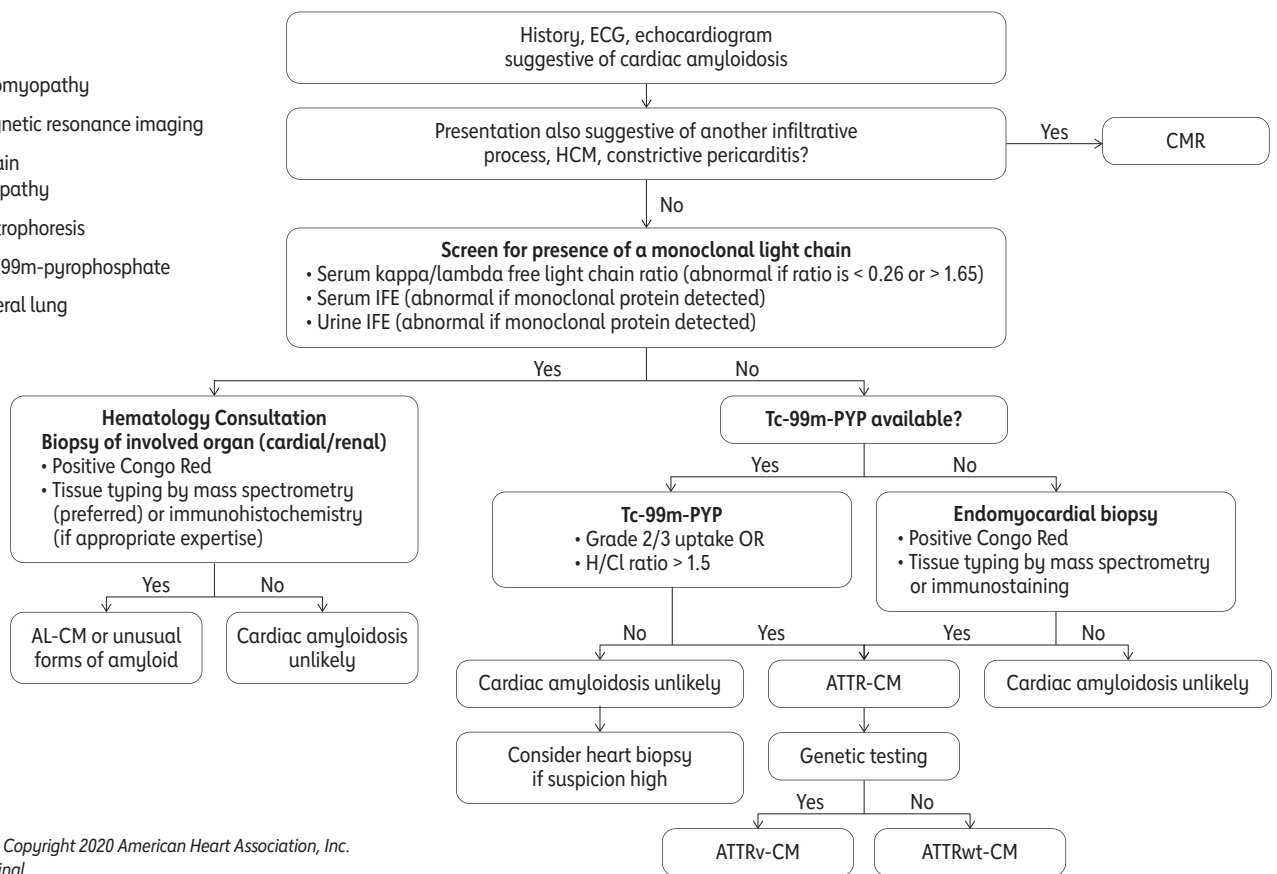 History, ECG, echocardiogram
suggestive of cardiac amyloidosis
Presentation also suggestive of another infiltrative
process, HCM, constrictive pericarditis?
Yes
CMR
netic resonance imaging
No
99m-pyrophosphate
eral lung
Screen for presence of a monoclonal light chain
• Serum kappa/lambda free light chain ratio (abnormal if ratio is < 0.26 or > 1.65)
• Serum IFE (abnormal if monoclonal protein detected)
• Urine IFE (abnormal if monoclonal protein detected)
Yes
No
Hematology Consultation
Biopsy of involved organ (cardial/renal)
• Positive Congo Red
• Tissue typing by mass spectrometry
(preferred) or immunohistochemistry
(if appropriate expertise)
Yes
No
AL-CM or unusual
forms of amyloid
Cardiac amyloidosis
unlikely
Tc-99m-PYP available?
Yes
No
Tc-99m-PYP
• Grade 2/3 uptake OR
• H/Cl ratio > 1.5
Endomyocardial biopsy
• Positive Congo Red
• Tissue typing by mass spectrometry
or immunostaining
No
Yes
Yes
No
Cardiac amyloidosis unlikely
ATTR-CM
Cardiac amyloidosis unlikely
Consider heart biopsy
if suspicion high
Genetic testing
Yes
No
ATTRv-CM
ATTRwt-CM
Copyright 2020 American Heart Association, Inc.